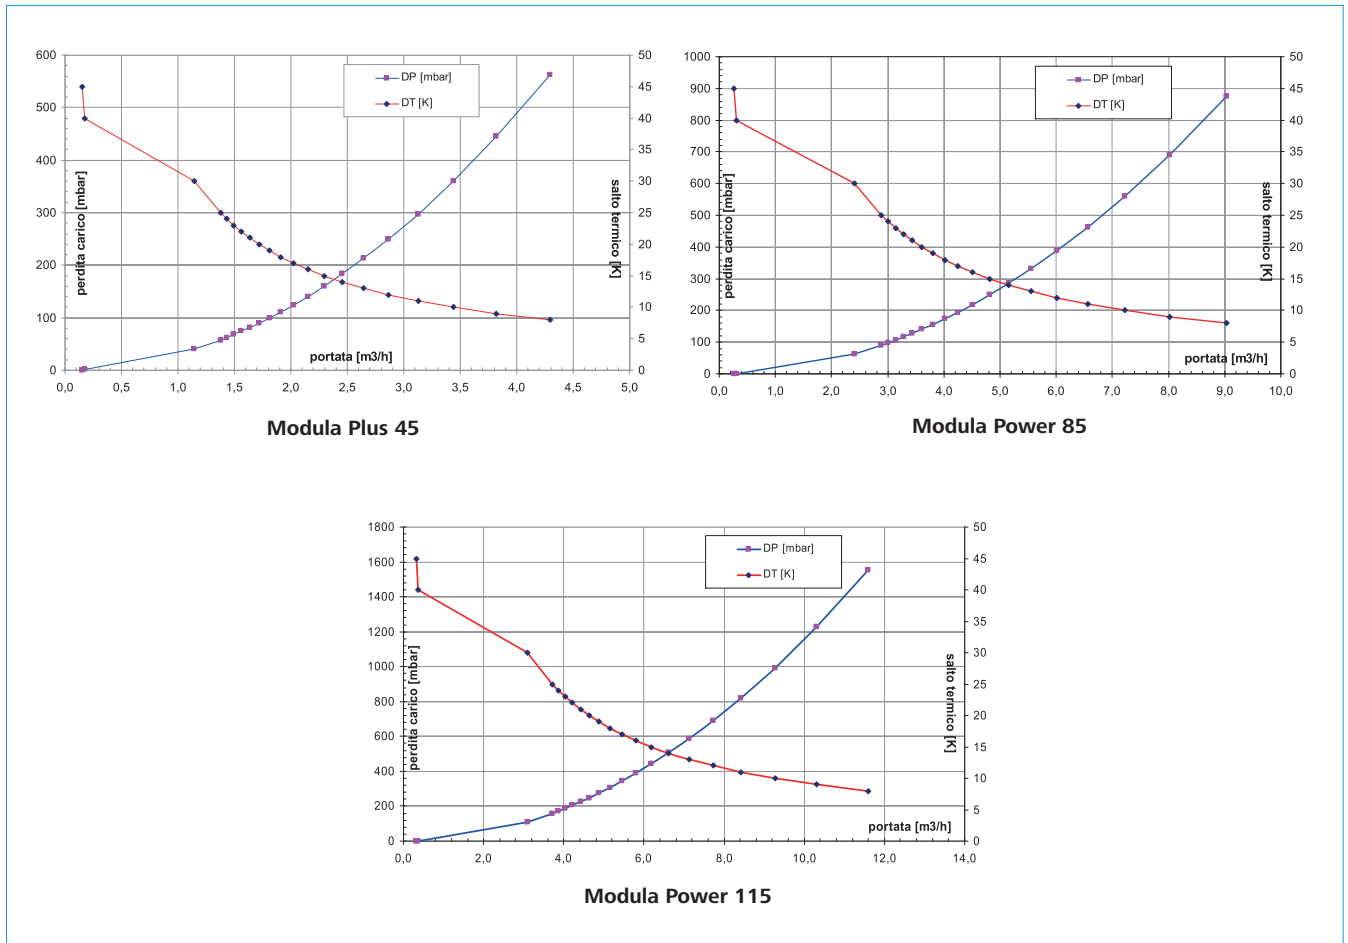 600
500
400
300
200
100
0
50
45
40
35
30
25
20
15
10
5
0
DP [mbar]
DT [K]
perdita carico [mbar]
salto termico [K]
portata [m3/h]
0,0 0,5 1,0 1,5 2,0 2,5 3,0 3,5 4,0 4,5 5,0
Modula Plus 45
1000
900
800
700
600
500
400
300
200
100
0
50
45
40
35
30
25
20
15
10
5
0
DP [mbar]
DT [K]
perdita carico [mbar]
salto termico [K]
portata [m3/h]
0,0 1,0 2,0 3,0 4,0 5,0 6,0 7,0 8,0 9,0 10,0
Modula Power 85
1800
1600
1400
1200
1000
800
600
400
200
0
50
45
40
35
30
25
20
15
10
5
0
DP [mbar]
DT [K]
perdita carico [mbar]
salto termico [K]
portata [m3/h]
0,0 2,0 4,0 6,0 8,0 10,0 12,0 14,0
Modula Power 115